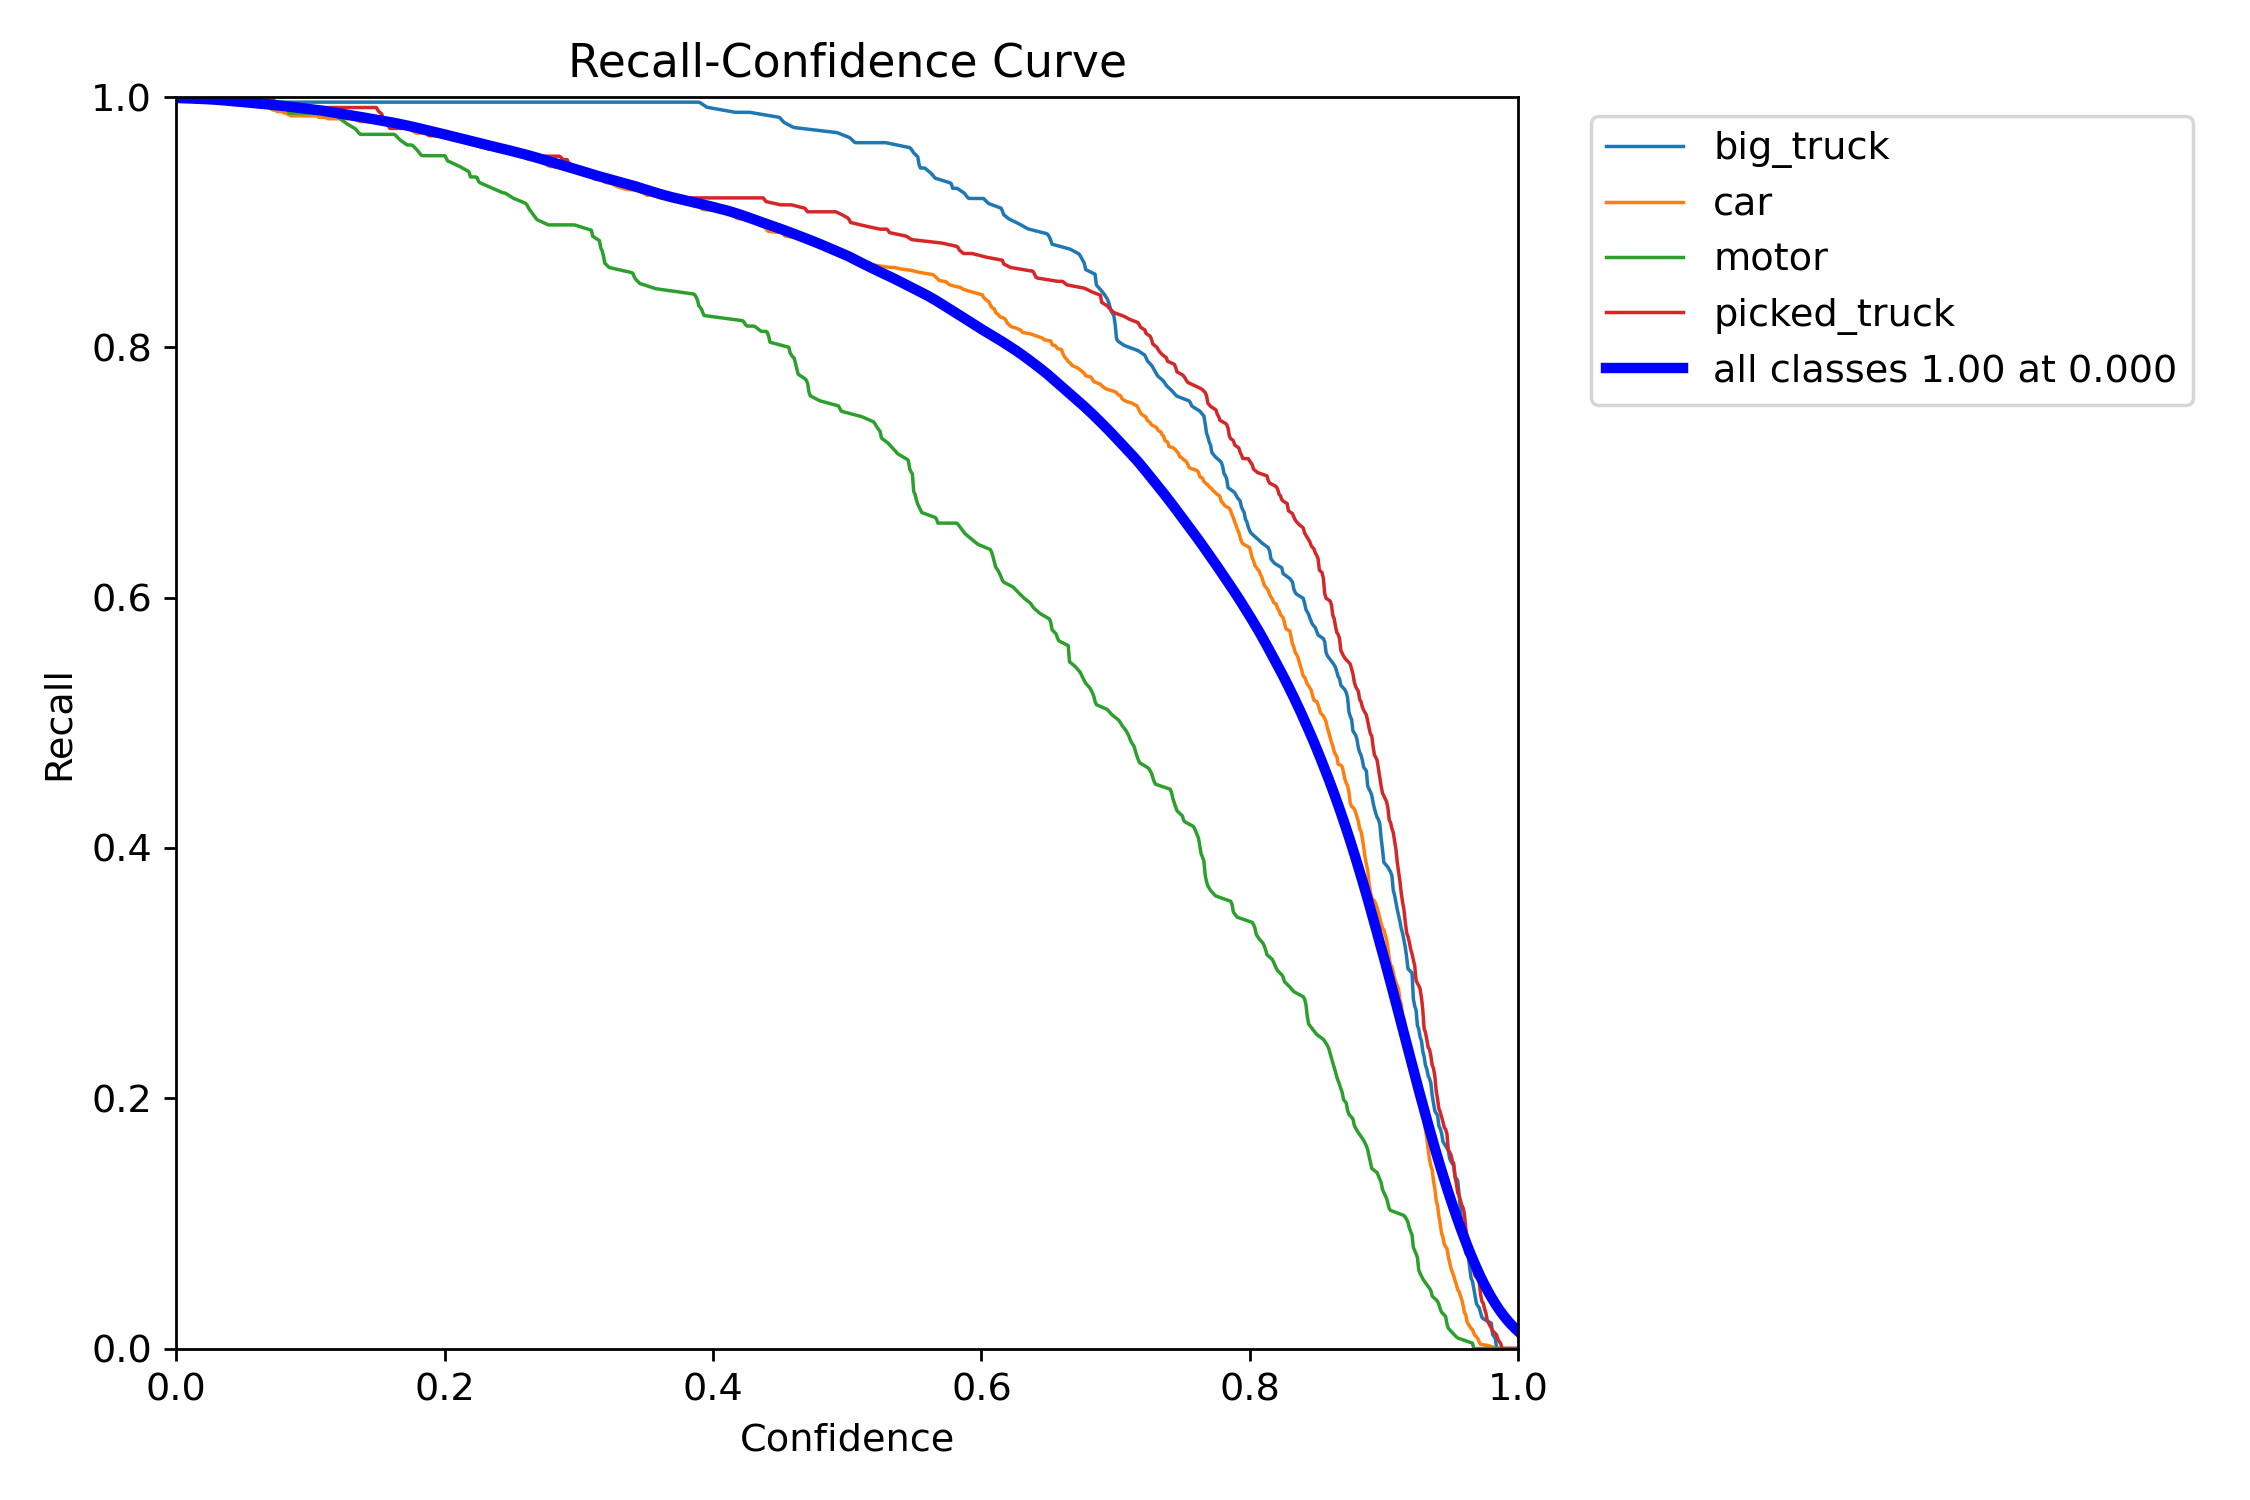 Recall-Confidence Curve
1.0
0.8
0.6
0.4
0.2
0.0
Recall
0.0 0.2 0.4 0.6 0.8 1.0
Confidence
big_truck
car
motor
picked_truck
all classes 1.00 at 0.000